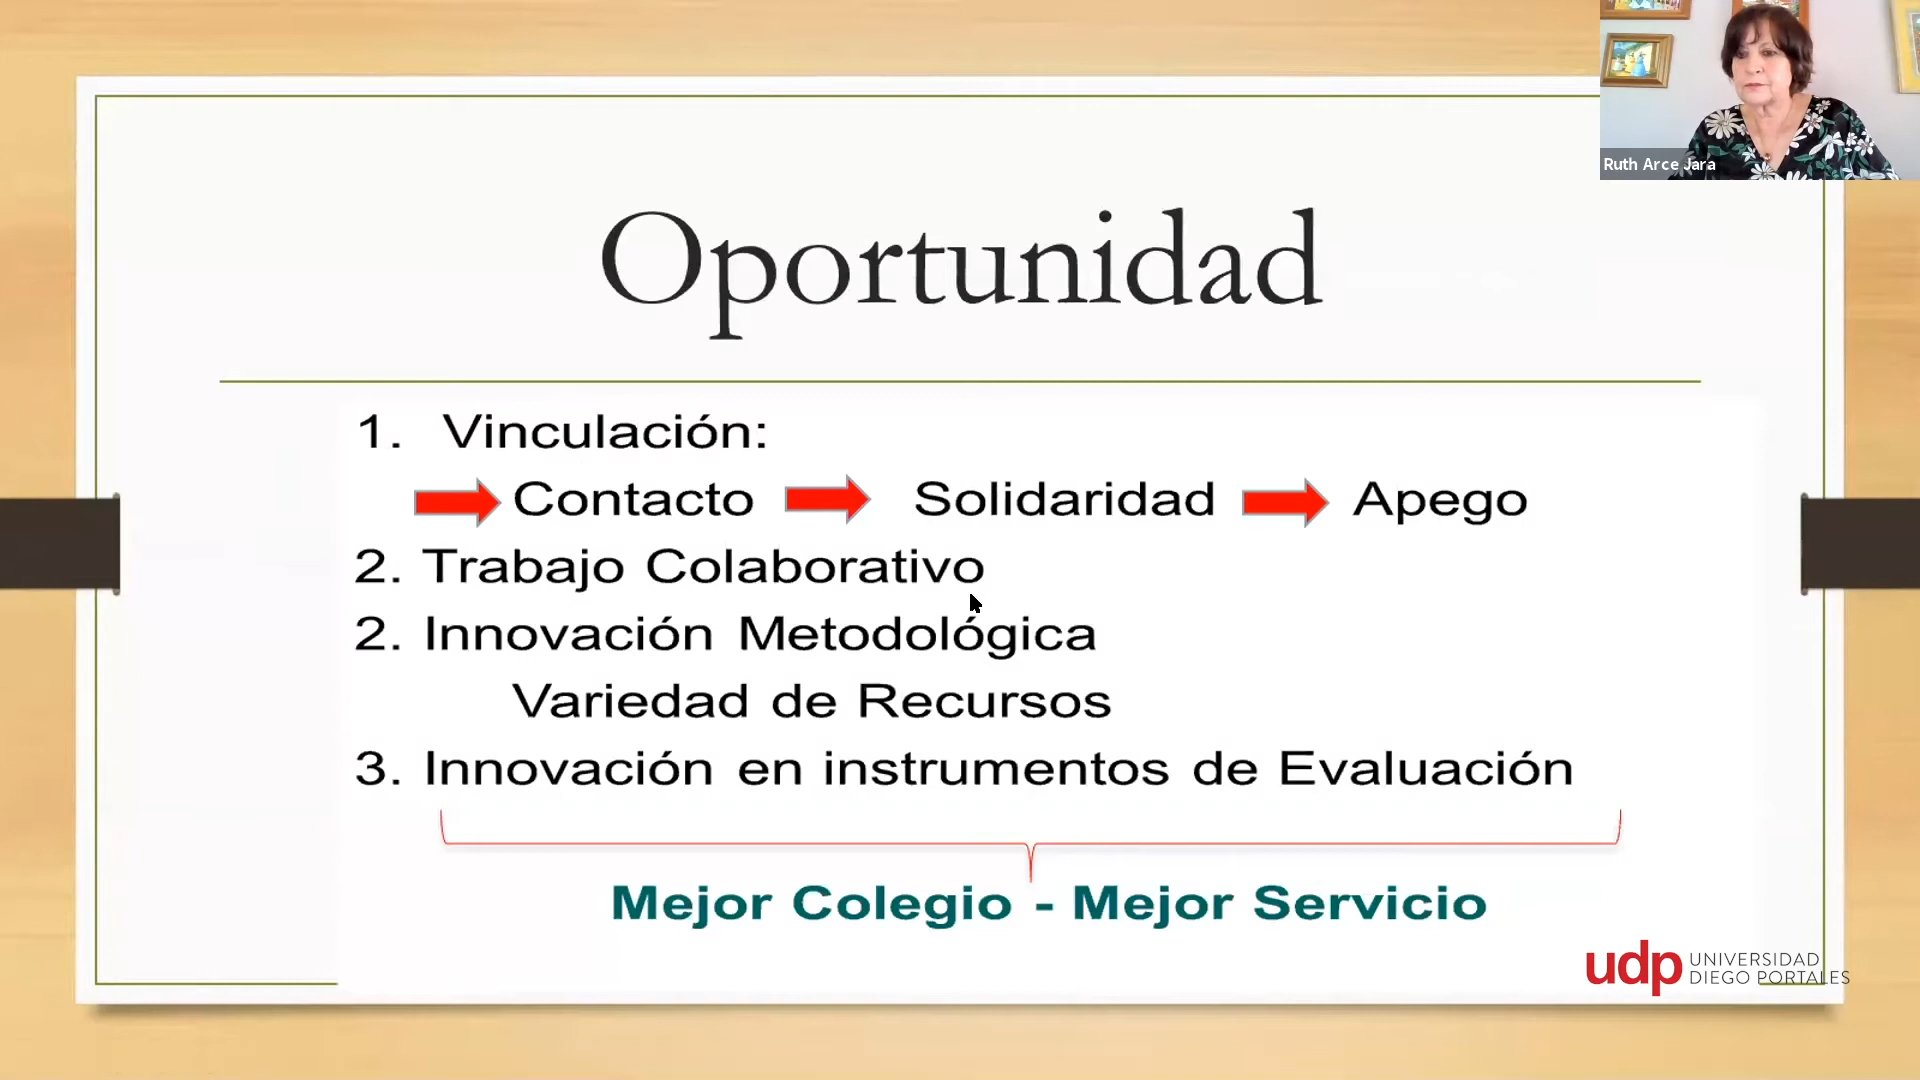 Ruth Arce Jara
Oportunidad
1. Vinculación:
Contacto Solidaridad Apego
2. Trabajo Colaborativo
2. Innovación Metodológica
Variedad de Recursos
3. Innovación en instrumentos de Evaluación
Mejor Colegio - Mejor Servicio
udp UNIVERSIDAD
DIEGO PORTALES